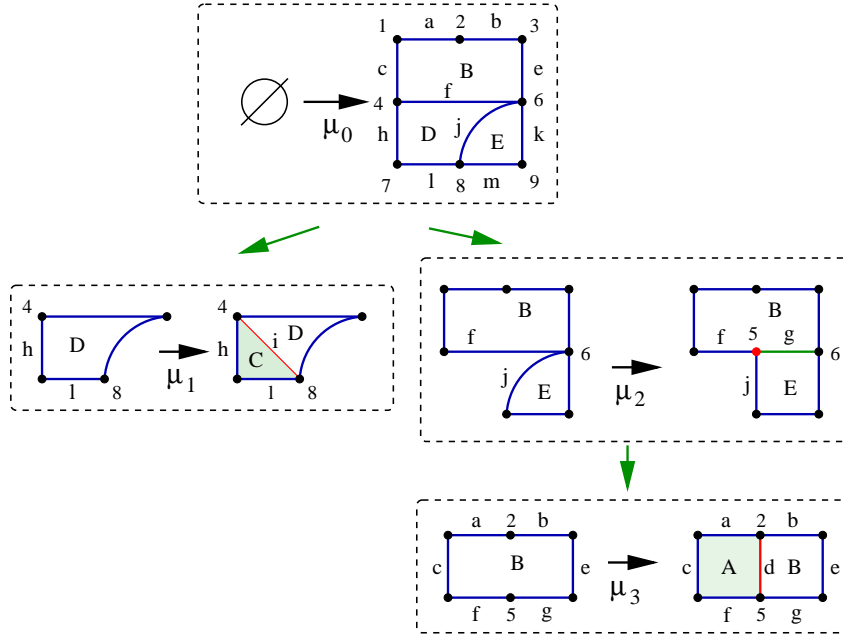 1 a 2 b 3
c B e
∅ μ0 4 f 6
h D j E k
7 l 8 m 9
4 4
h D μ1 h C i D
l 8 l 8
B B
f 6 f 5 g 6
j E μ2 j E
a 2 b a 2 b
c B e μ3 c A d B e
f 5 g f 5 g